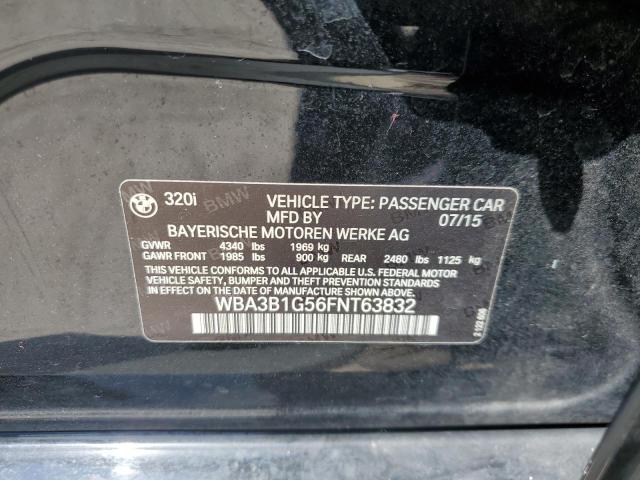 BMW 320i VEHICLE TYPE: PASSENGER CAR
MFD BY 07/15
BAYERISCHE MOTOREN WERKE AG
GVWR 4340 lbs 1969 kg
GAWR FRONT 1985 lbs 900 kg REAR 2480 lbs 1125 kg
THIS VEHICLE CONFORMS TO ALL APPLICABLE U.S. FEDERAL MOTOR
VEHICLE SAFETY, BUMPER AND THEFT PREVENTION STANDARDS
IN EFFECT ON THE DATE OF MANUFACTURE SHOWN ABOVE.
WBA3B1G56FNT63832